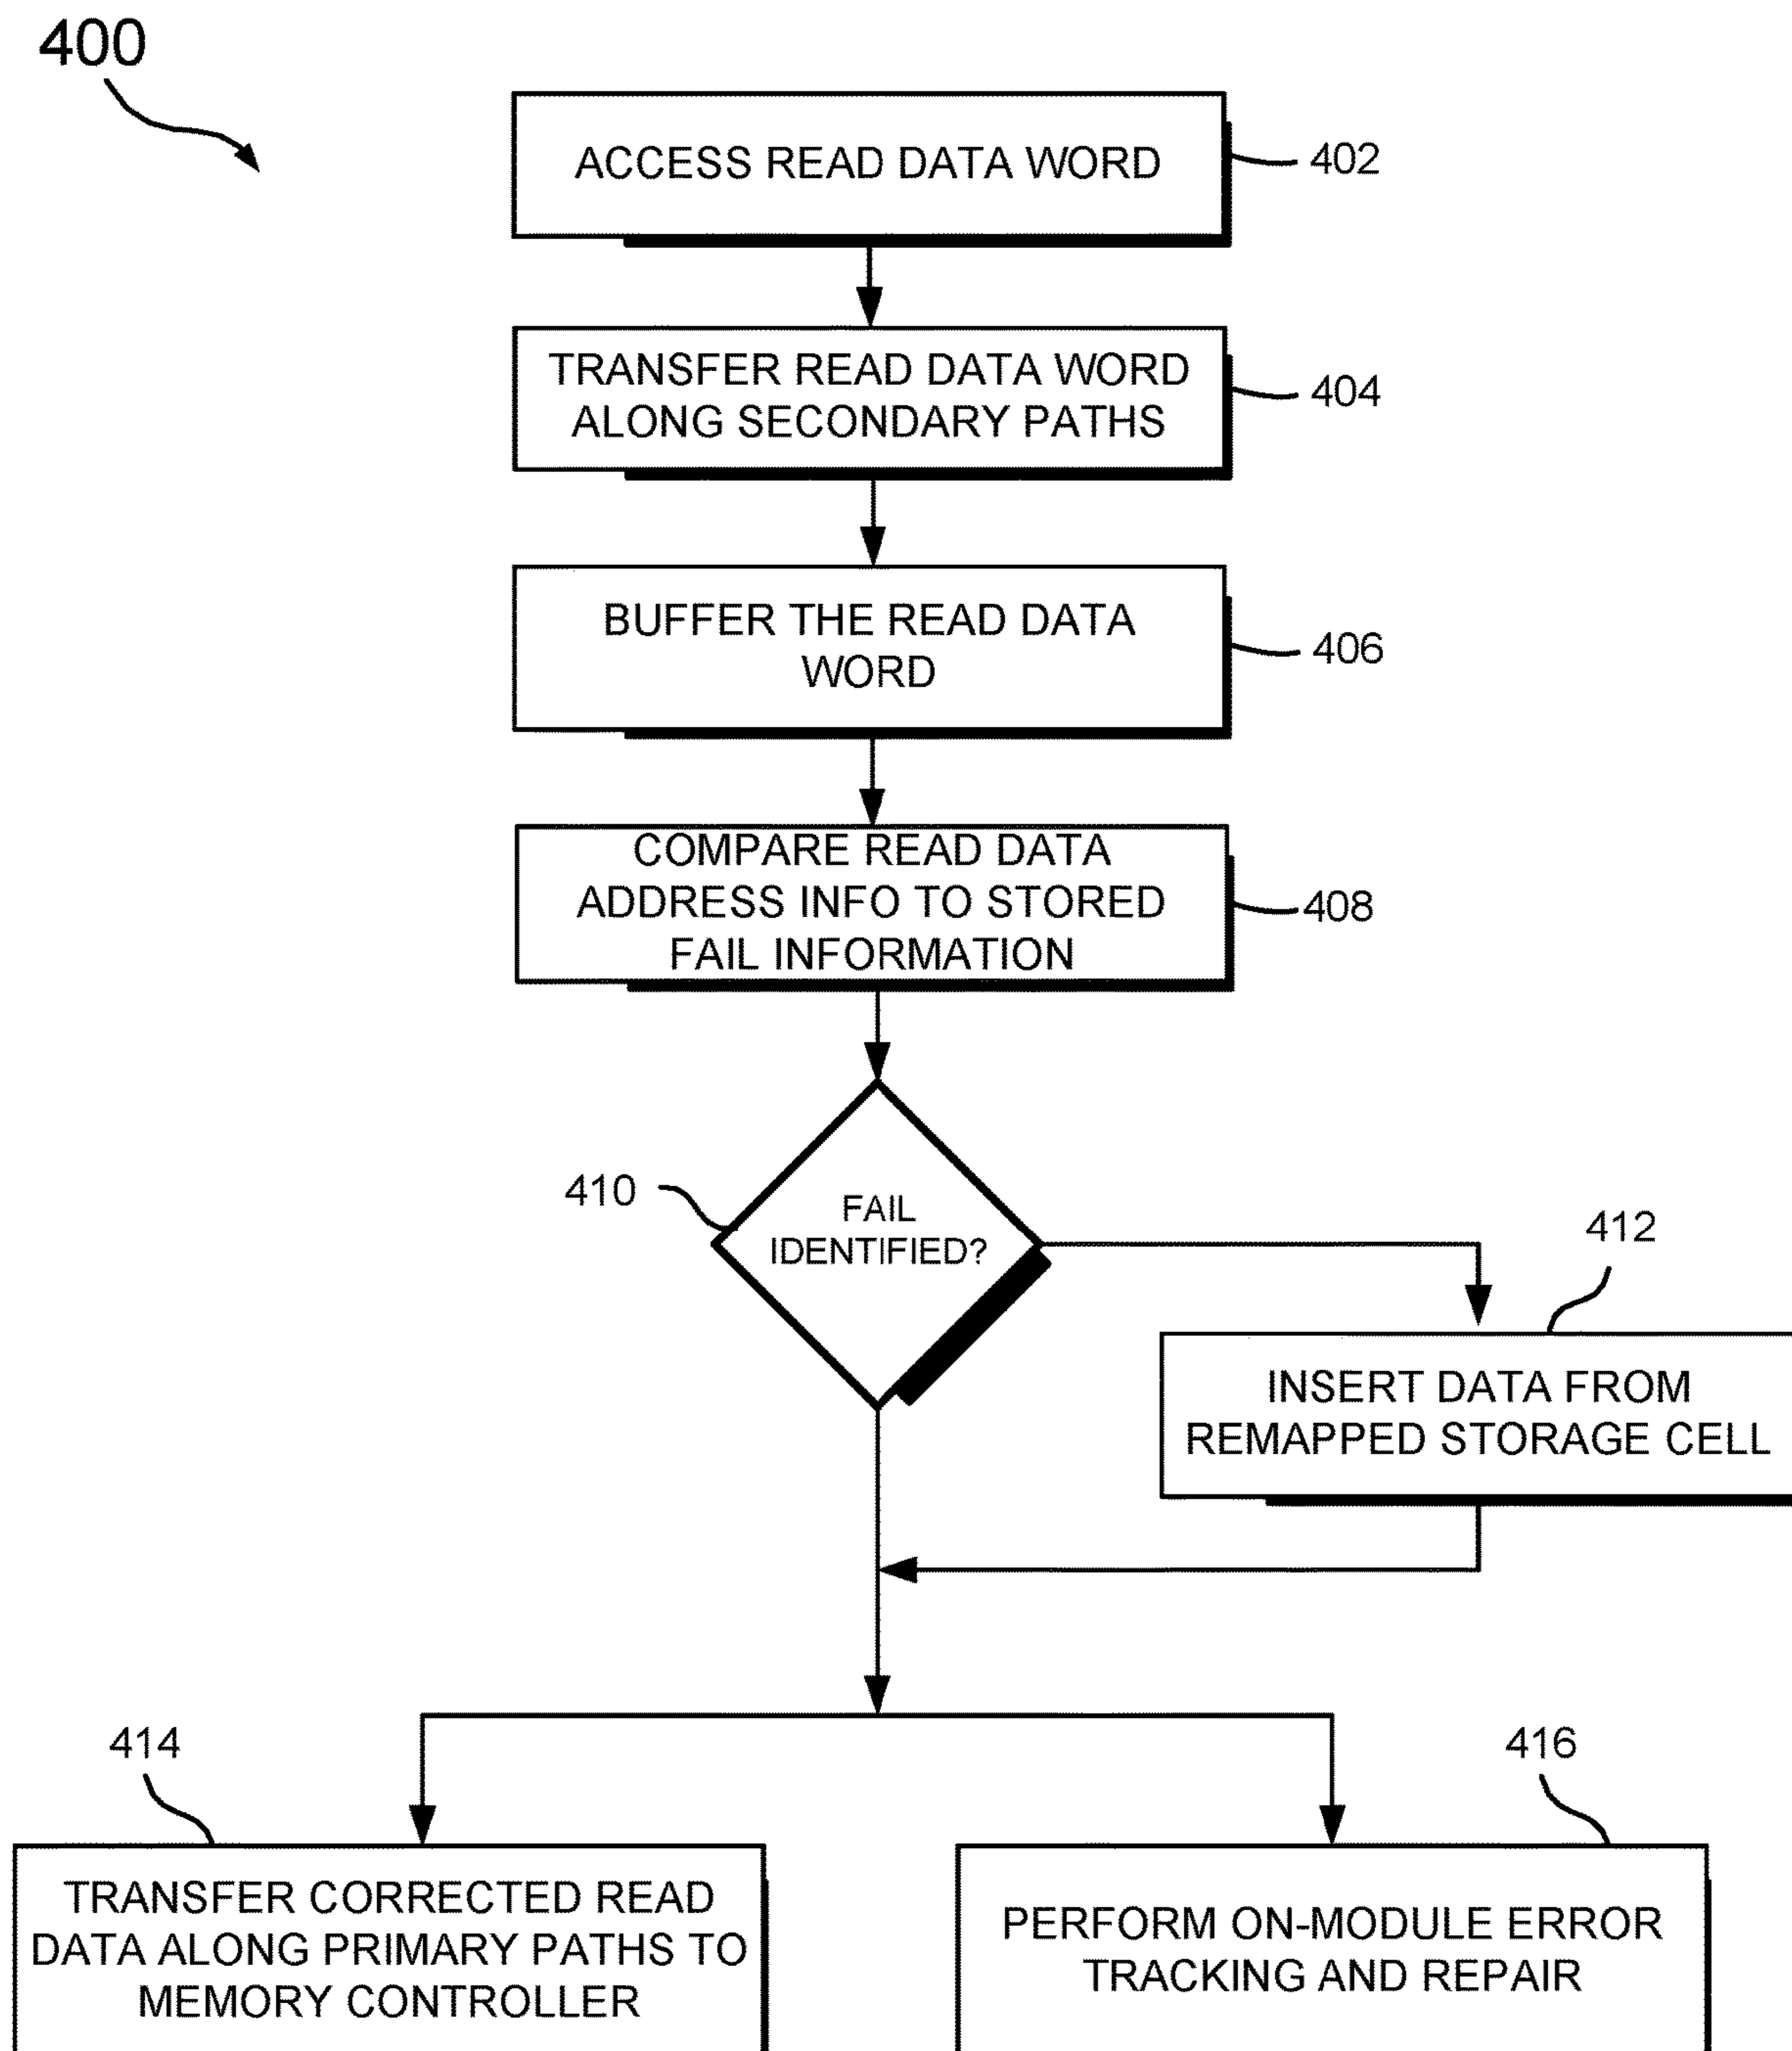 400
ACCESS READ DATA WORD
402
TRANSFER READ DATA WORD
ALONG SECONDARY PATHS
404
BUFFER THE READ DATA
WORD
406
COMPARE READ DATA
ADDRESS INFO TO STORED
FAIL INFORMATION
408
410
FAIL
IDENTIFIED?
412
INSERT DATA FROM
REMAPPED STORAGE CELL
414
TRANSFER CORRECTED READ
DATA ALONG PRIMARY PATHS TO
MEMORY CONTROLLER
416
PERFORM ON-MODULE ERROR
TRACKING AND REPAIR